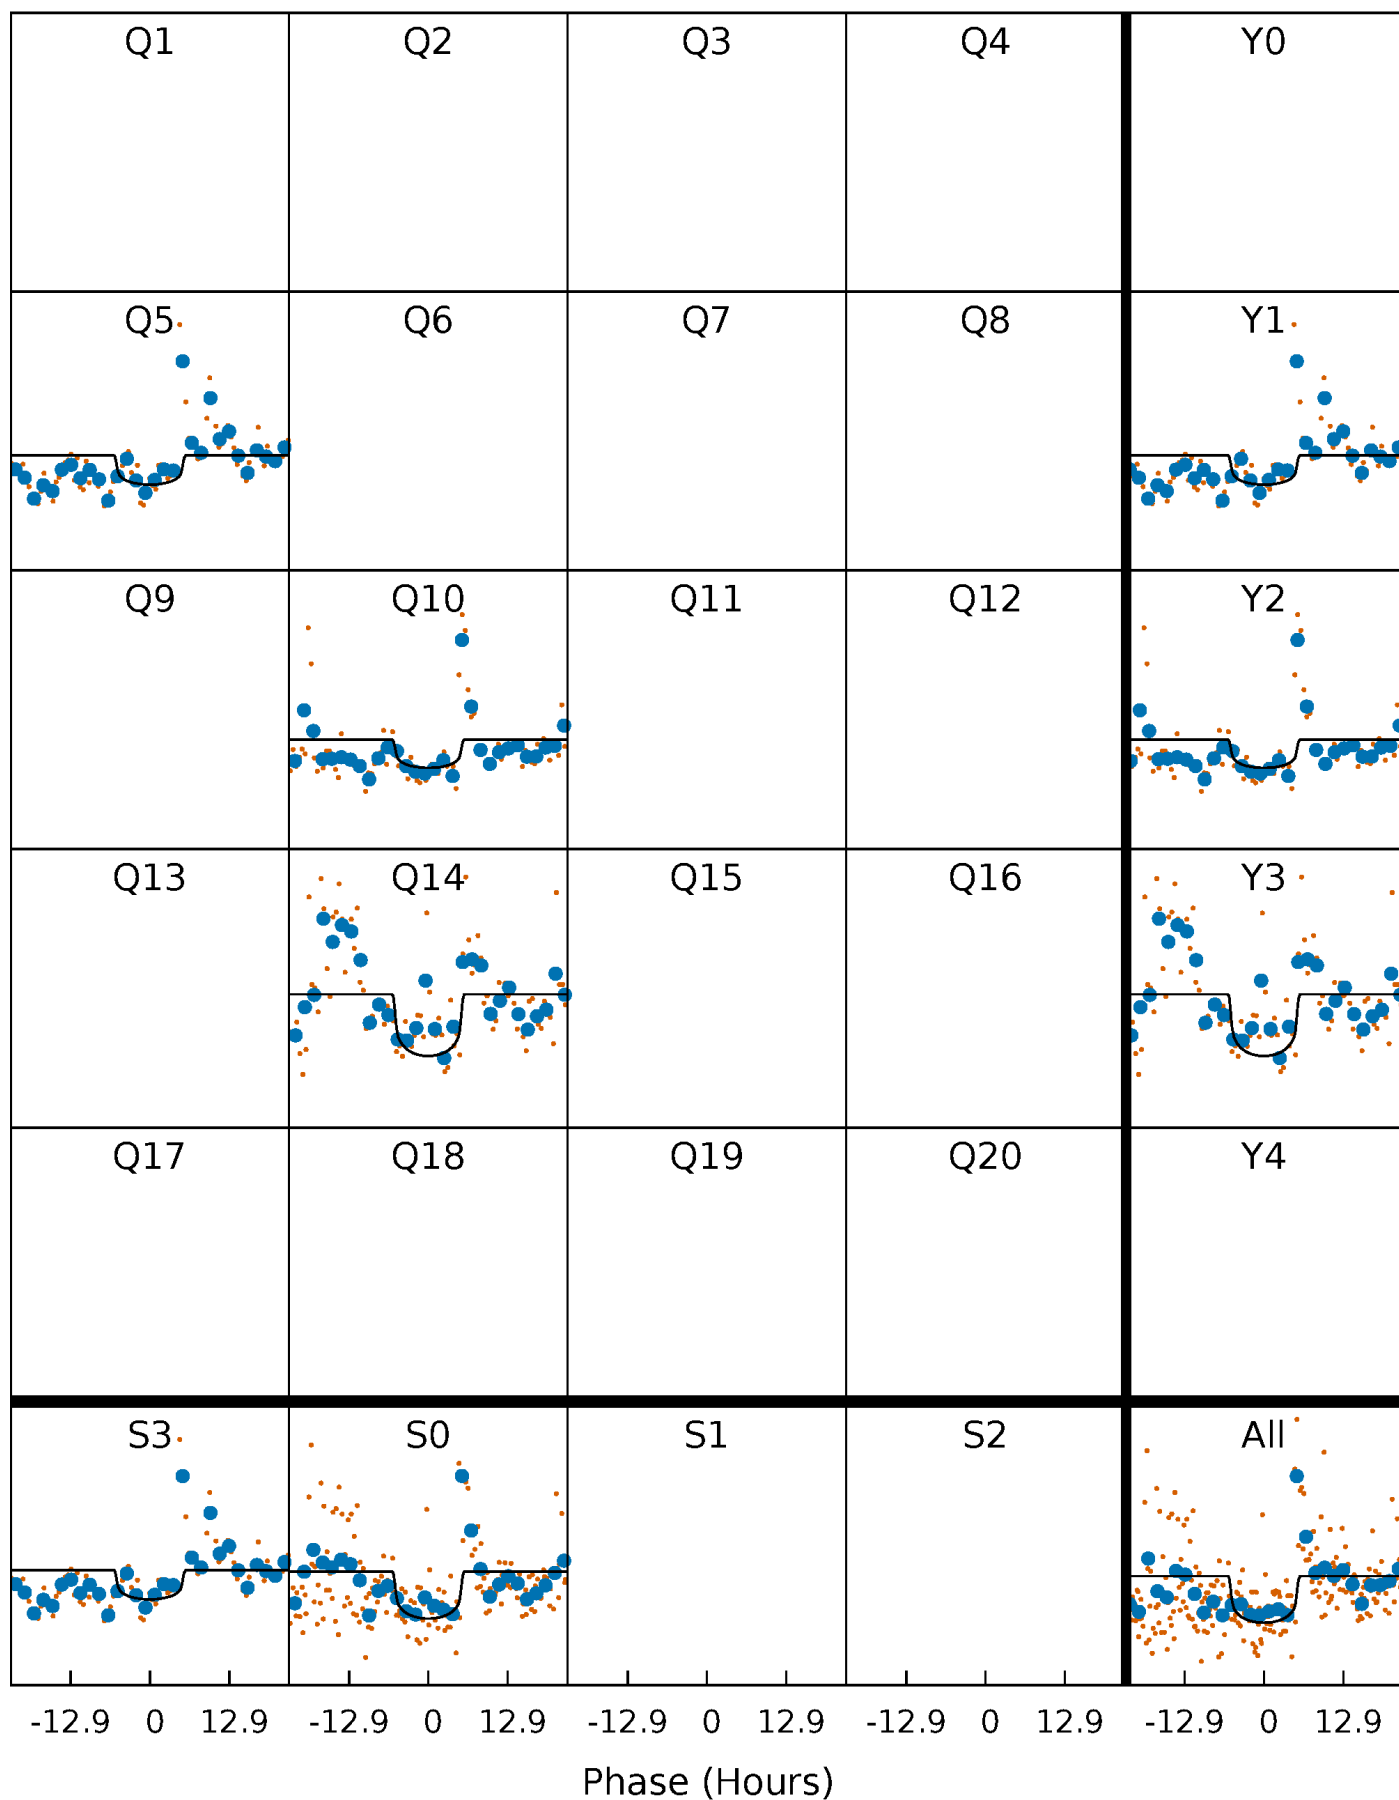 Q1 Q2 Q3 Q4 Y0
Q5 Q6 Q7 Q8 Y1
Q9 Q10 Q11 Q12 Y2
Q13 Q14 Q15 Q16 Y3
Q17 Q18 Q19 Q20 Y4
S3 S0 S1 S2 All
-12.9 0 12.9 -12.9 0 12.9 -12.9 0 12.9 -12.9 0 12.9 -12.9 0 12.9
Phase (Hours)